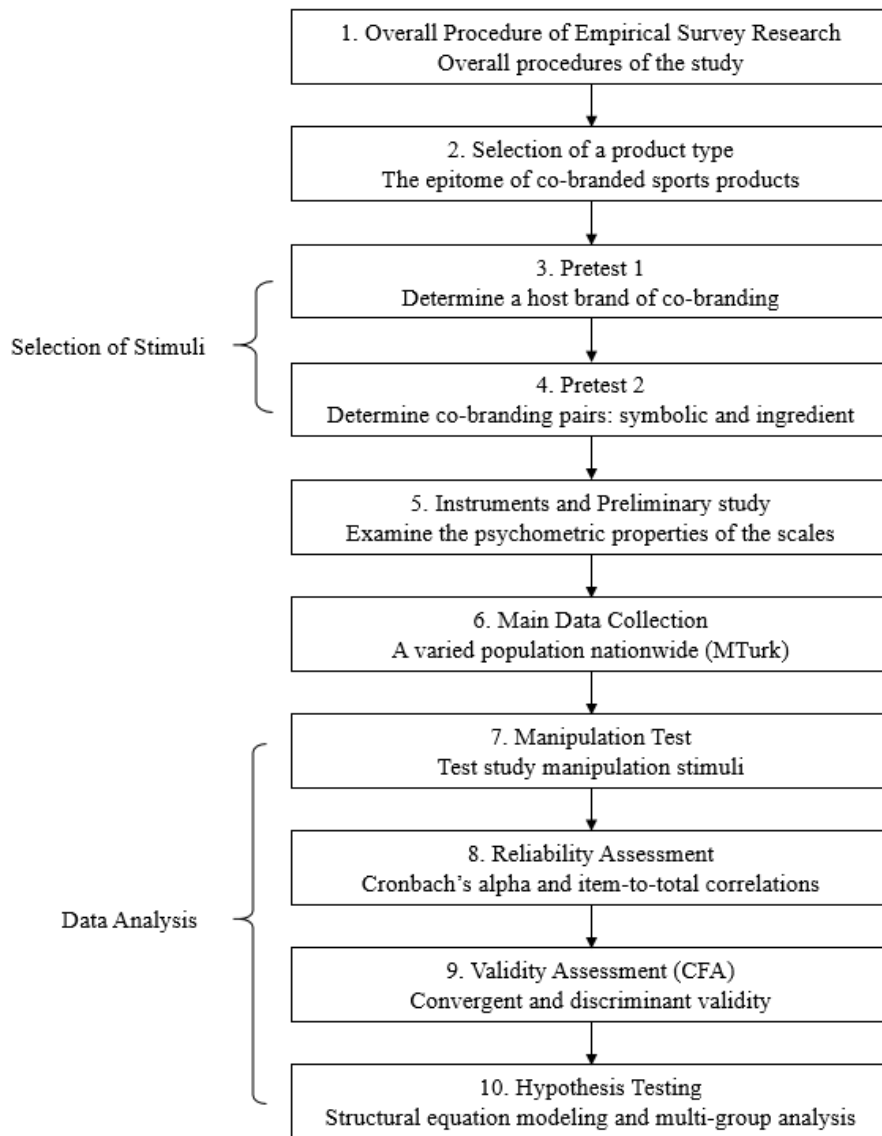 1. Overall Procedure of Empirical Survey Research
Overall procedures of the study
2. Selection of a product type
The epitome of co-branded sports products
3. Pretest 1
Determine a host brand of co-branding
Selection of Stimuli
4. Pretest 2
Determine co-branding pairs: symbolic and ingredient
5. Instruments and Preliminary study
Examine the psychometric properties of the scales
6. Main Data Collection
A varied population nationwide (MTurk)
7. Manipulation Test
Test study manipulation stimuli
8. Reliability Assessment
Cronbach’s alpha and item-to-total correlations
Data Analysis
9. Validity Assessment (CFA)
Convergent and discriminant validity
10. Hypothesis Testing
Structural equation modeling and multi-group analysis